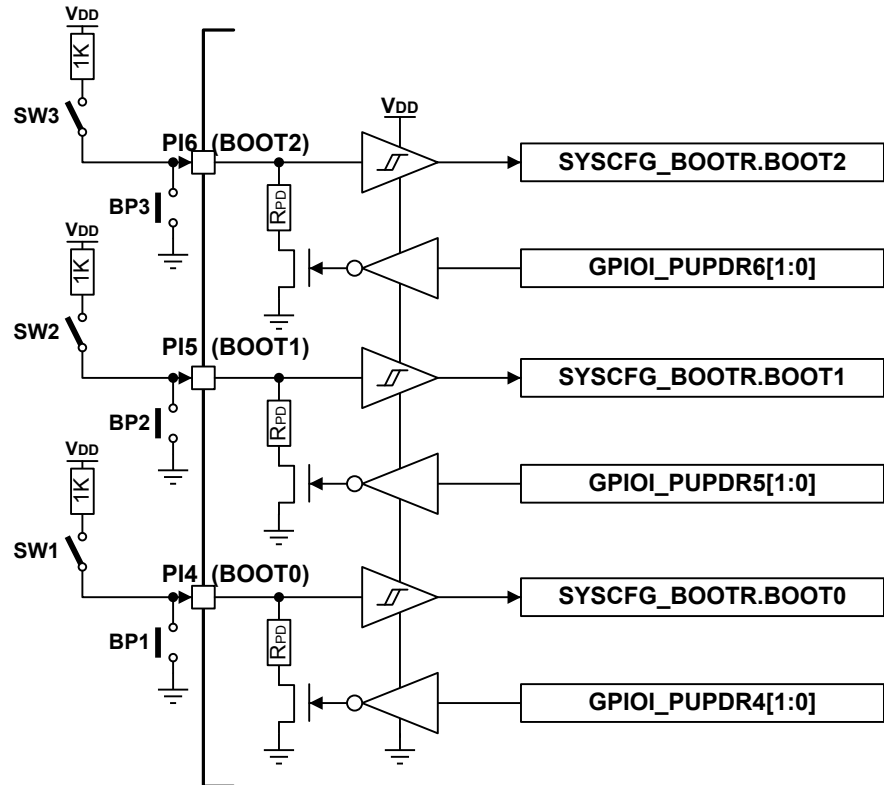 VDD
1K
SW3
PI6 (BOOT2)
VDD
SYSCFG_BOOTR.BOOT2
BP3
RPD
GPIOI_PUPDR6[1:0]
VDD
1K
SW2
PI5 (BOOT1)
SYSCFG_BOOTR.BOOT1
BP2
RPD
GPIOI_PUPDR5[1:0]
VDD
1K
SW1
PI4 (BOOT0)
SYSCFG_BOOTR.BOOT0
BP1
RPD
GPIOI_PUPDR4[1:0]